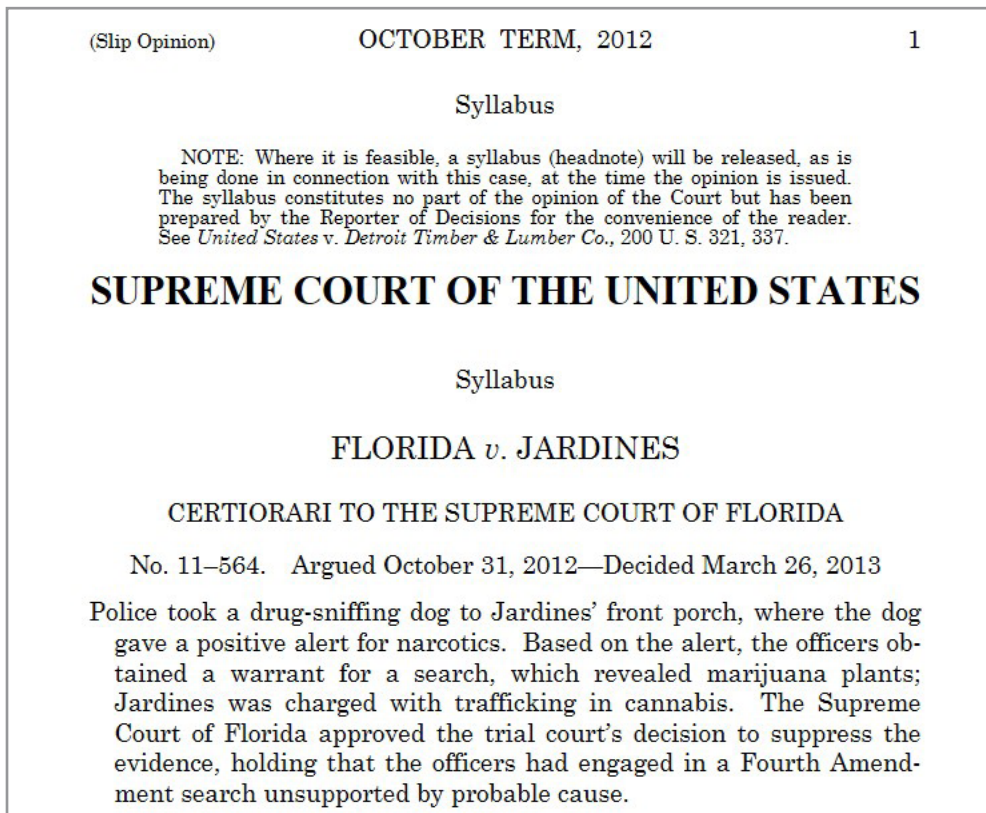 (Slip Opinion) OCTOBER TERM, 2012 1
Syllabus
NOTE: Where it is feasible, a syllabus (headnote) will be released, as is
being done in connection with this case, at the time the opinion is issued.
The syllabus constitutes no part of the opinion of the Court but has been
prepared by the Reporter of Decisions for the convenience of the reader.
See United States v. Detroit Timber & Lumber Co., 200 U. S. 321, 337.
SUPREME COURT OF THE UNITED STATES
Syllabus
FLORIDA v. JARDINES
CERTIORARI TO THE SUPREME COURT OF FLORIDA
No. 11–564. Argued October 31, 2012—Decided March 26, 2013
Police took a drug-sniffing dog to Jardines’ front porch, where the dog
gave a positive alert for narcotics. Based on the alert, the officers ob-
tained a warrant for a search, which revealed marijuana plants;
Jardines was charged with trafficking in cannabis. The Supreme
Court of Florida approved the trial court’s decision to suppress the
evidence, holding that the officers had engaged in a Fourth Amend-
ment search unsupported by probable cause.